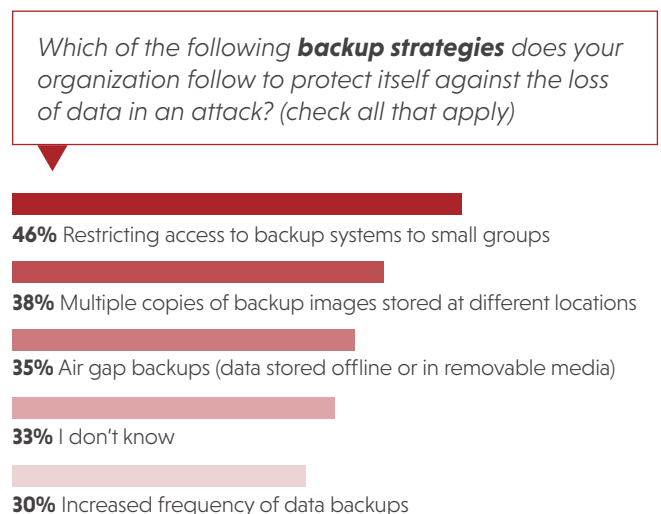 Which of the following backup strategies does your
organization follow to protect itself against the loss
of data in an attack? (check all that apply)
46% Restricting access to backup systems to small groups
38% Multiple copies of backup images stored at different locations
35% Air gap backups (data stored offline or in removable media)
33% I don't know
30% Increased frequency of data backups